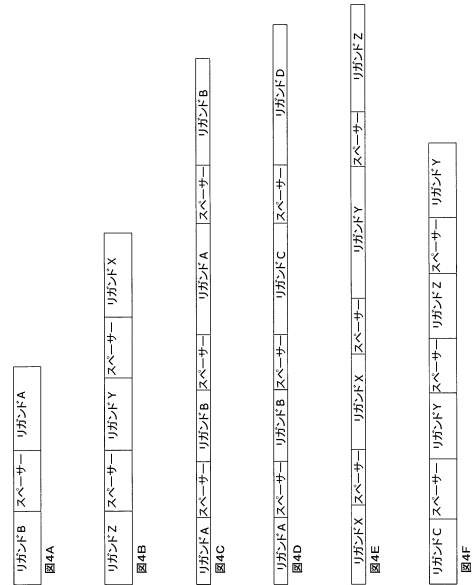 リガンドB スペーサー リガンドA
図4A
リガンドZ スペーサー リガンドY スペーサー リガンドX
図4B
リガンドA スペーサー リガンドB スペーサー リガンドA スペーサー リガンドB
図4C
リガンドA スペーサー リガンドB スペーサー リガンドC スペーサー リガンドD
図4D
リガンドX スペーサー リガンドX スペーサー リガンドY スペーサー リガンドZ
図4E
リガンドC スペーサー リガンドY スペーサー リガンドZ スペーサー リガンドY
図4F